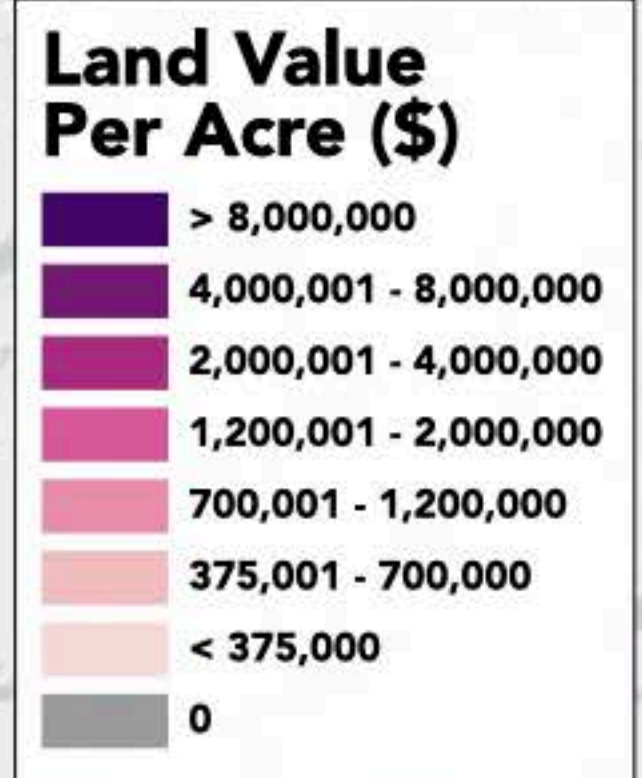 Land Value
Per Acre ($)
> 8,000,000
4,000,001 - 8,000,000
2,000,001 - 4,000,000
1,200,001 - 2,000,000
700,001 - 1,200,000
375,001 - 700,000
< 375,000
0